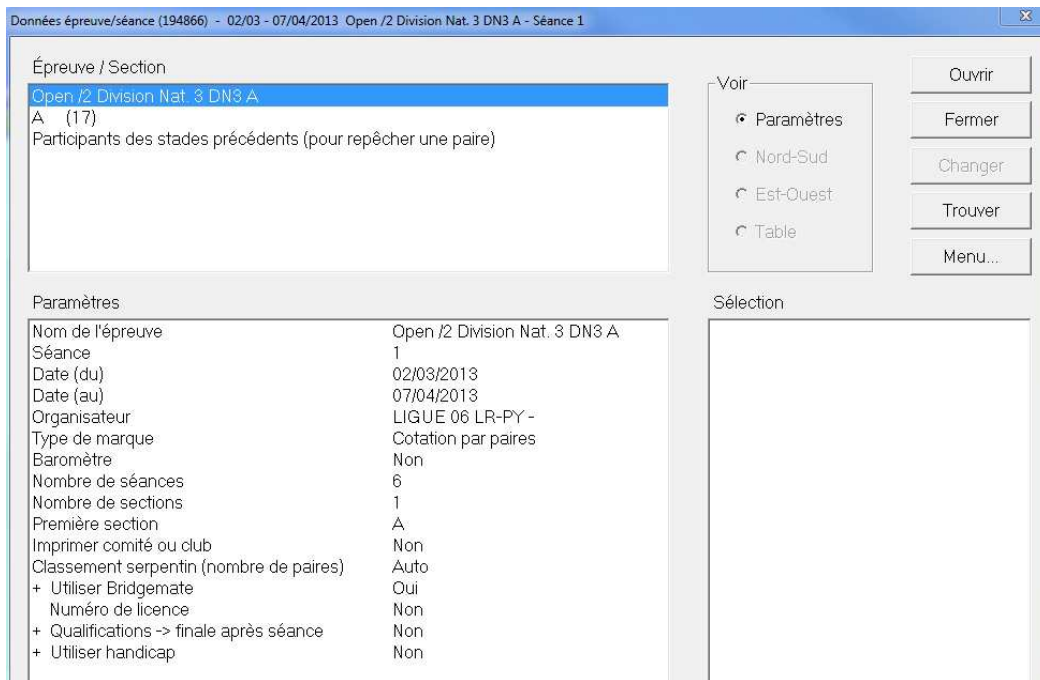 Données épreuve/séance (194866) - 02/03 - 07/04/2013 Open /2 Division Nat. 3 DN3 A - Séance 1
Épreuve / Section
Open /2 Division Nat. 3 DN3 A
A (17)
Participants des stades précédents (pour repêcher une paire)
Voir
Paramètres
Nord-Sud
Est-Ouest
Table
Ouvrir
Fermer
Changer
Trouver
Menu...
Paramètres
Nom de l'épreuve Open /2 Division Nat. 3 DN3 A
Séance 1
Date (du) 02/03/2013
Date (au) 07/04/2013
Organisateur LIGUE 06 LR-PY -
Type de marque Cotation par paires
Baromètre Non
Nombre de séances 6
Nombre de sections 1
Première section A
Imprimer comité ou club Non
Classement serpentin (nombre de paires) Auto
+ Utiliser Bridgemate Oui
Numéro de licence Non
+ Qualifications -> finale après séance Non
+ Utiliser handicap Non
Sélection